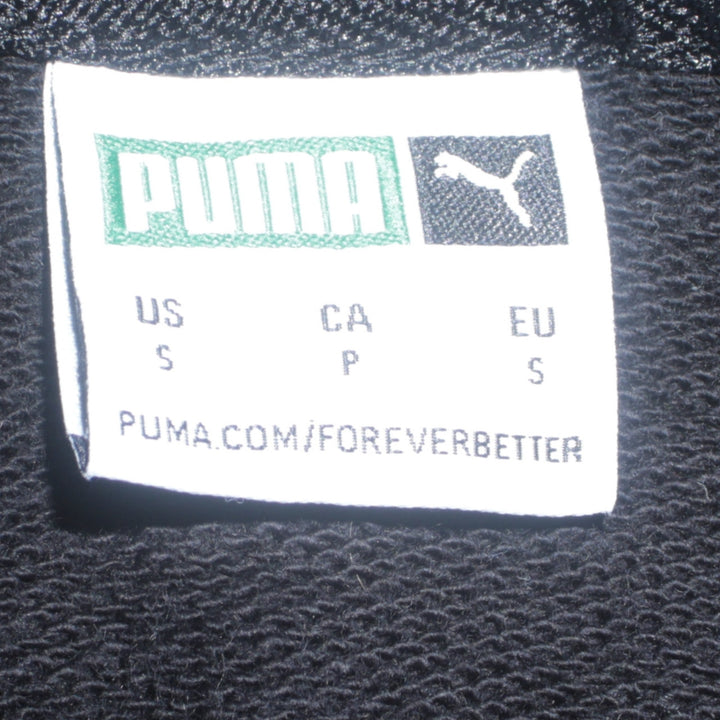 PUMA
US CA EU
S P S
PUMA.COM/FOREVERBETTER